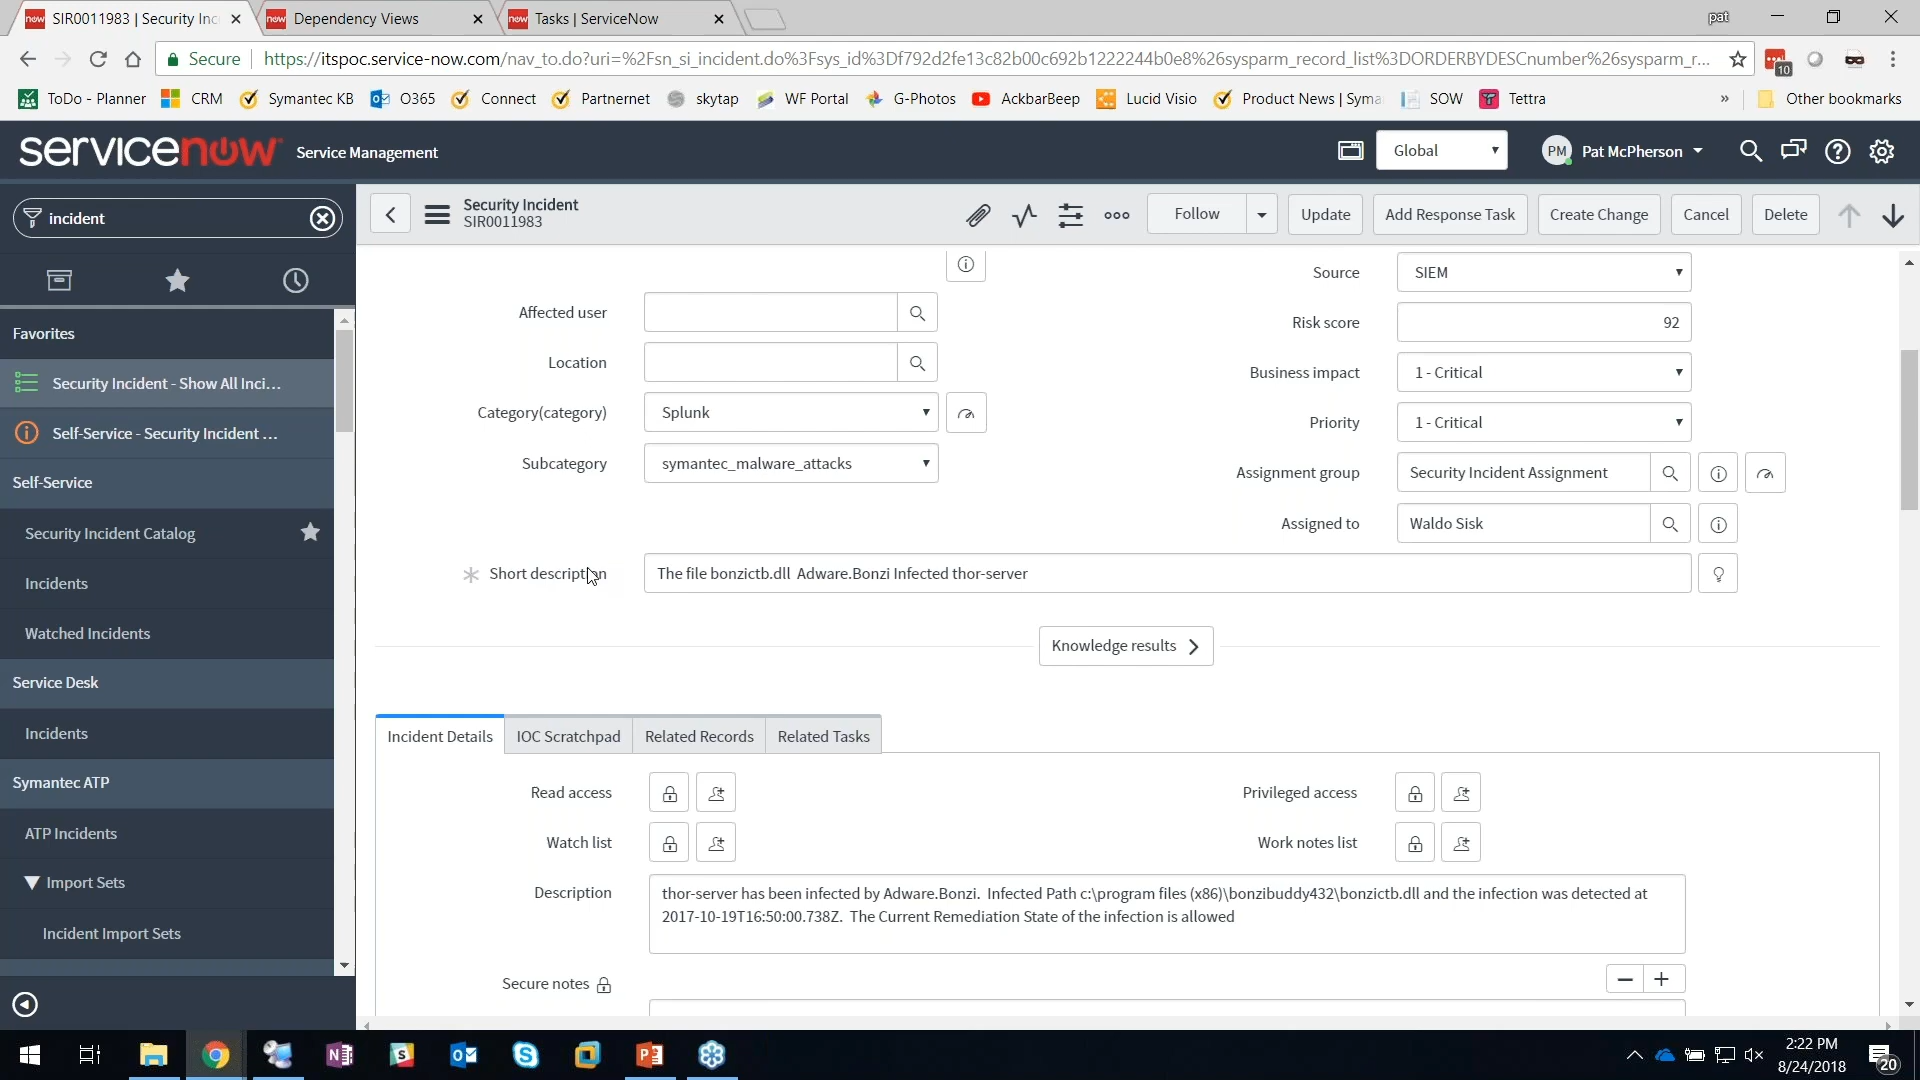 SIR0011983 | Security Inc
Dependency Views
Tasks | ServiceNow
pat
Secure
https://itspoc.service-now.com/nav_to.do?uri=%2Fsn_si_incident.do%3Fsys_id%3Df792d2fe13c82b00c692b1222244b0e8%26sysparm_record_list%3DORDERBYDESCnumber%26sysparm_r...
10
ToDo - Planner
CRM
Symantec KB
O365
Connect
Partnernet
skytap
WF Portal
G-Photos
AckbarBeep
Lucid Visio
Product News | Syma
SOW
Tettra
»
Other bookmarks
servicenow
Service Management
Global
PM
Pat McPherson
incident
Security Incident
SIR0011983
Follow
Update
Add Response Task
Create Change
Cancel
Delete
Favorites
Security Incident - Show All Inci...
Self-Service - Security Incident ...
Self-Service
Security Incident Catalog
Incidents
Watched Incidents
Service Desk
Incidents
Symantec ATP
ATP Incidents
Import Sets
Incident Import Sets
Affected user
Location
Category(category)
Splunk
Subcategory
symantec_malware_attacks
Source
SIEM
Risk score
92
Business impact
1 - Critical
Priority
1 - Critical
Assignment group
Security Incident Assignment
Assigned to
Waldo Sisk
Short description
The file bonzictb.dll  Adware.Bonzi Infected thor-server
Knowledge results
Incident Details
IOC Scratchpad
Related Records
Related Tasks
Read access
Privileged access
Watch list
Work notes list
Description
thor-server has been infected by Adware.Bonzi.  Infected Path c:\program files (x86)\bonzibuddy432\bonzictb.dll and the infection was detected at
2017-10-19T16:50:00.738Z.  The Current Remediation State of the infection is allowed
Secure notes
2:22 PM
8/24/2018
20